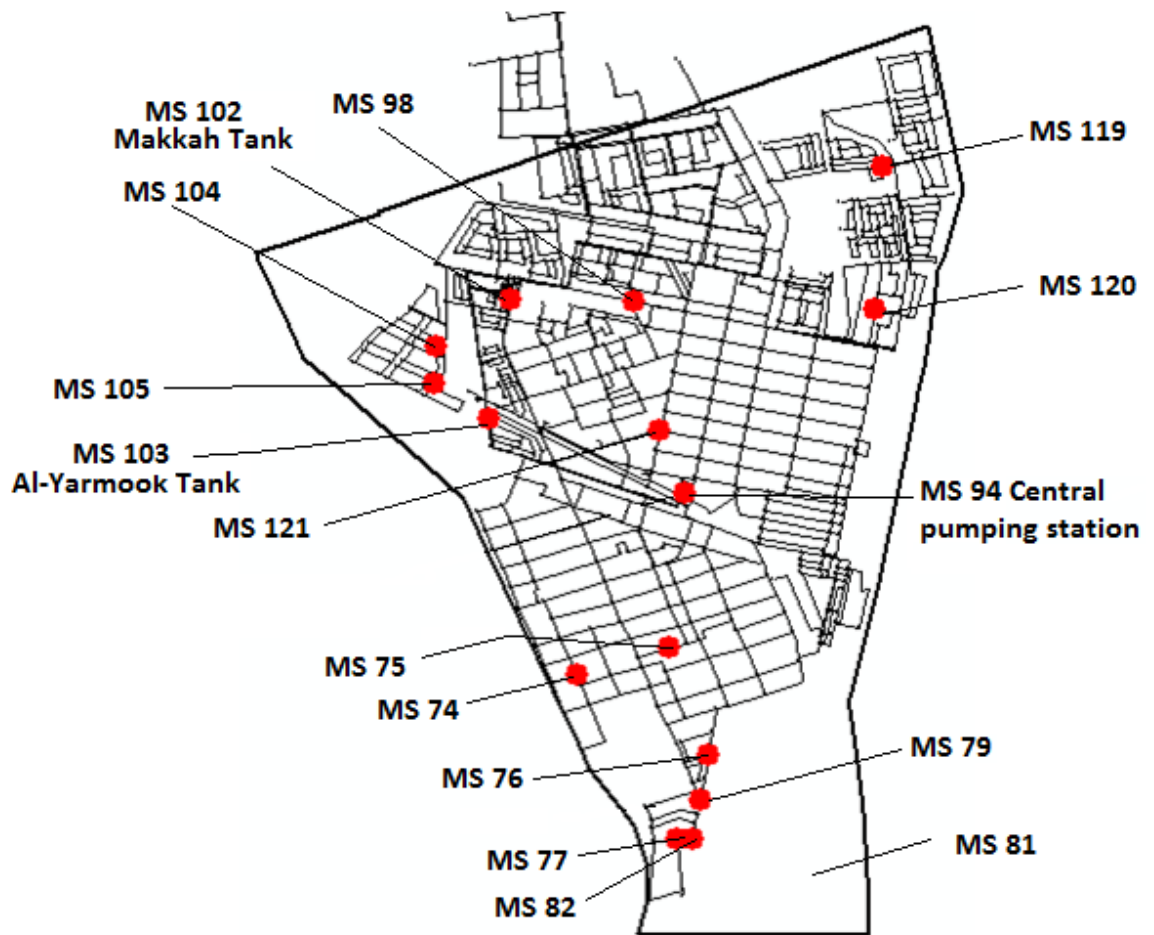 MS 98
MS 102
Makkah Tank
MS 119
MS 104
MS 120
MS 105
MS 103
Al-Yarmook Tank
MS 94 Central
pumping station
MS 121
MS 75
MS 74
MS 79
MS 76
MS 81
MS 77
MS 82